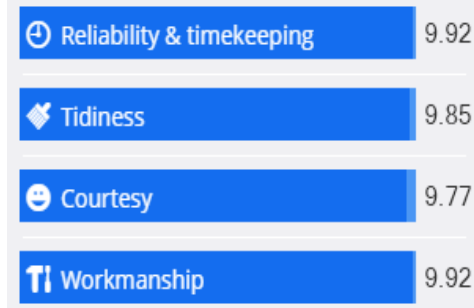 Reliability & timekeeping 9.92
Tidiness 9.85
Courtesy 9.77
Workmanship 9.92